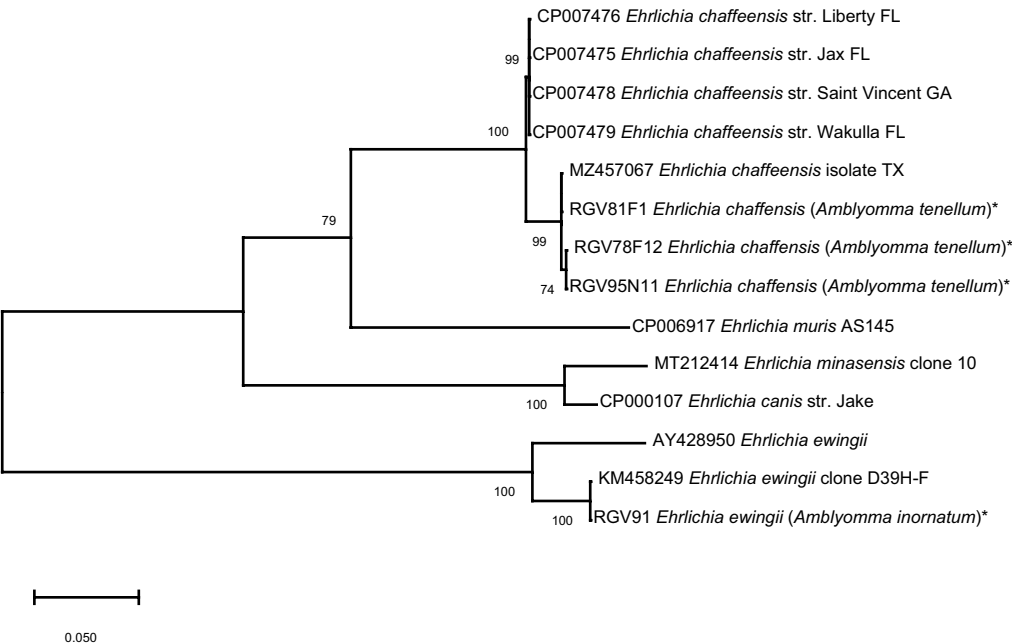 CP007476 Ehrlichia chaffeensis str. Liberty FL
99
CP007475 Ehrlichia chaffeensis str. Jax FL
CP007478 Ehrlichia chaffeensis str. Saint Vincent GA
100
CP007479 Ehrlichia chaffeensis str. Wakulla FL
MZ457067 Ehrlichia chaffeensis isolate TX
79
RGV81F1 Ehrlichia chaffensis (Amblyomma tenellum)*
99
RGV78F12 Ehrlichia chaffensis (Amblyomma tenellum)*
74
RGV95N11 Ehrlichia chaffensis (Amblyomma tenellum)*
CP006917 Ehrlichia muris AS145
MT212414 Ehrlichia minasensis clone 10
100
CP000107 Ehrlichia canis str. Jake
AY428950 Ehrlichia ewingii
KM458249 Ehrlichia ewingii clone D39H-F
100
100
RGV91 Ehrlichia ewingii (Amblyomma inornatum)*
0.050